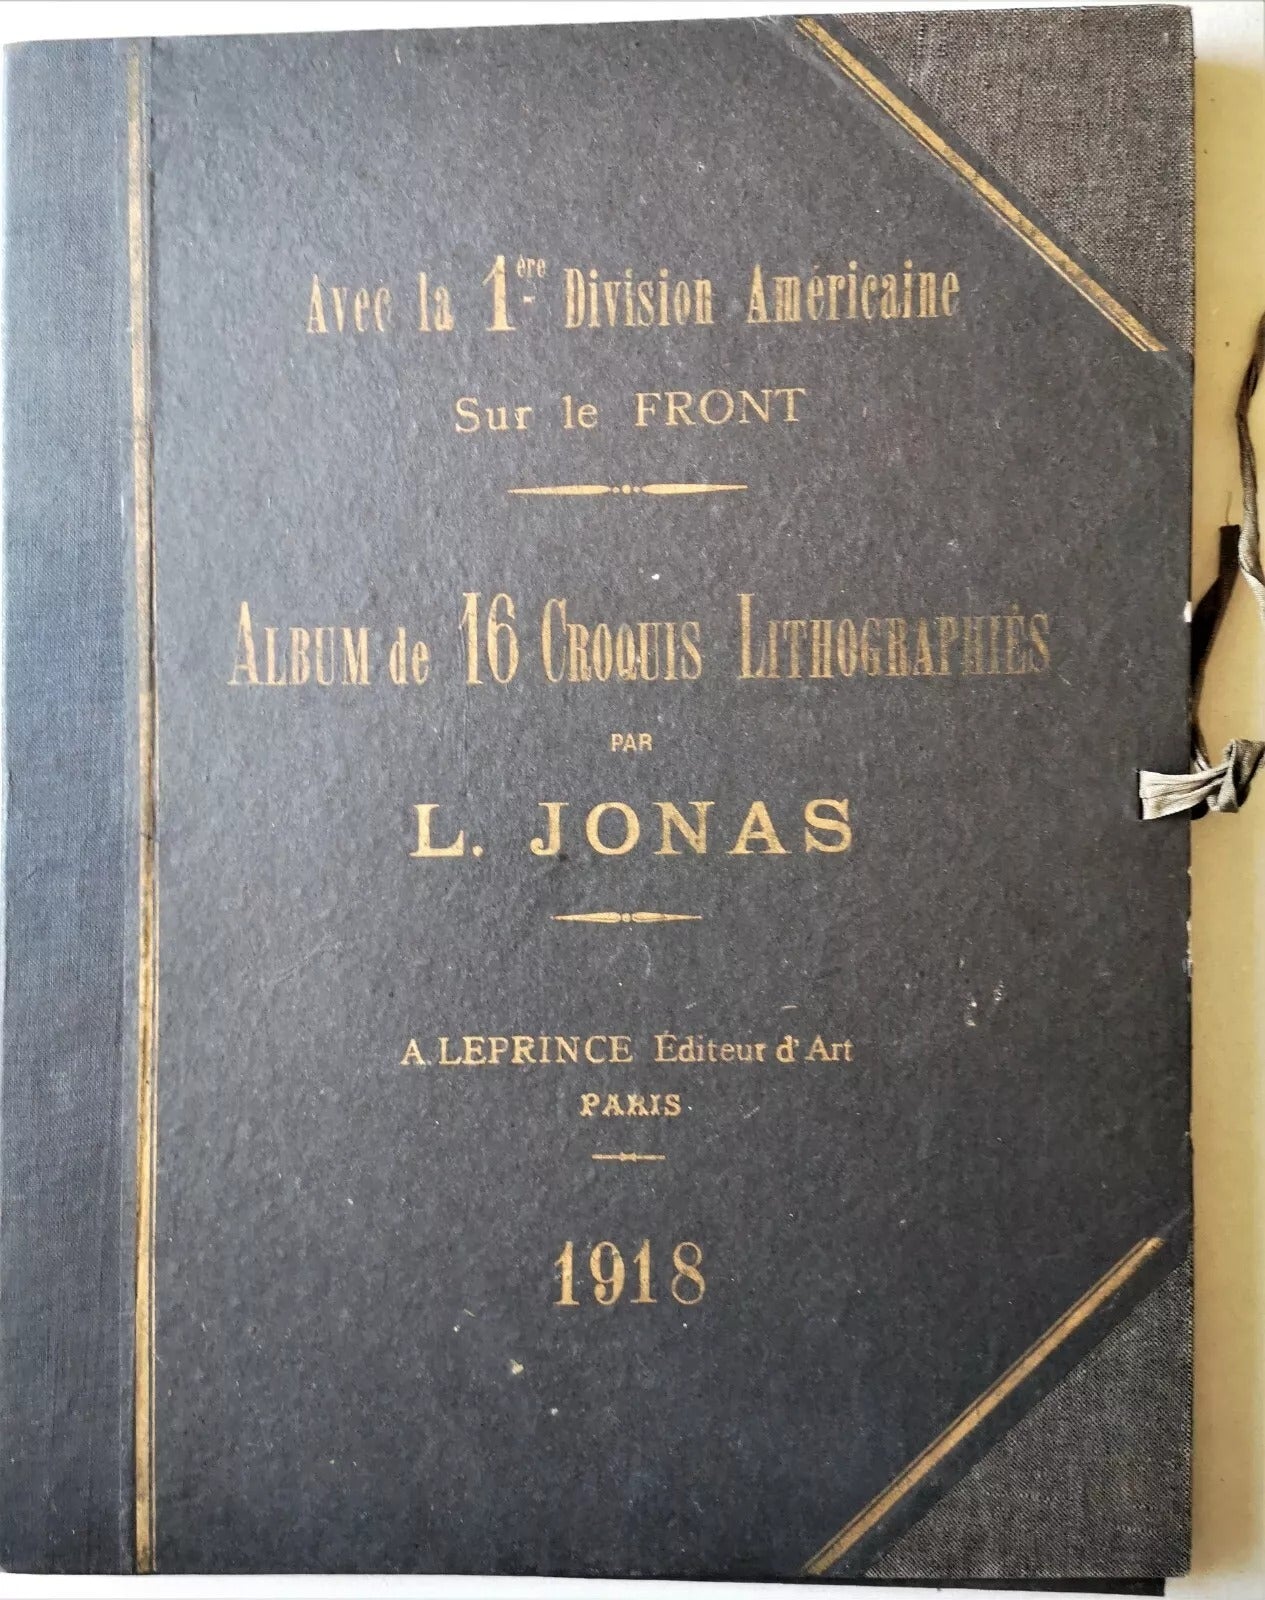 Avec la 1ère Division Américaine
Sur le FRONT
ALBUM de 16 CROQUIS LITHOGRAPHIÉS
PAR
L. JONAS
A. LEPRINCE Éditeur d'Art
PARIS
1918